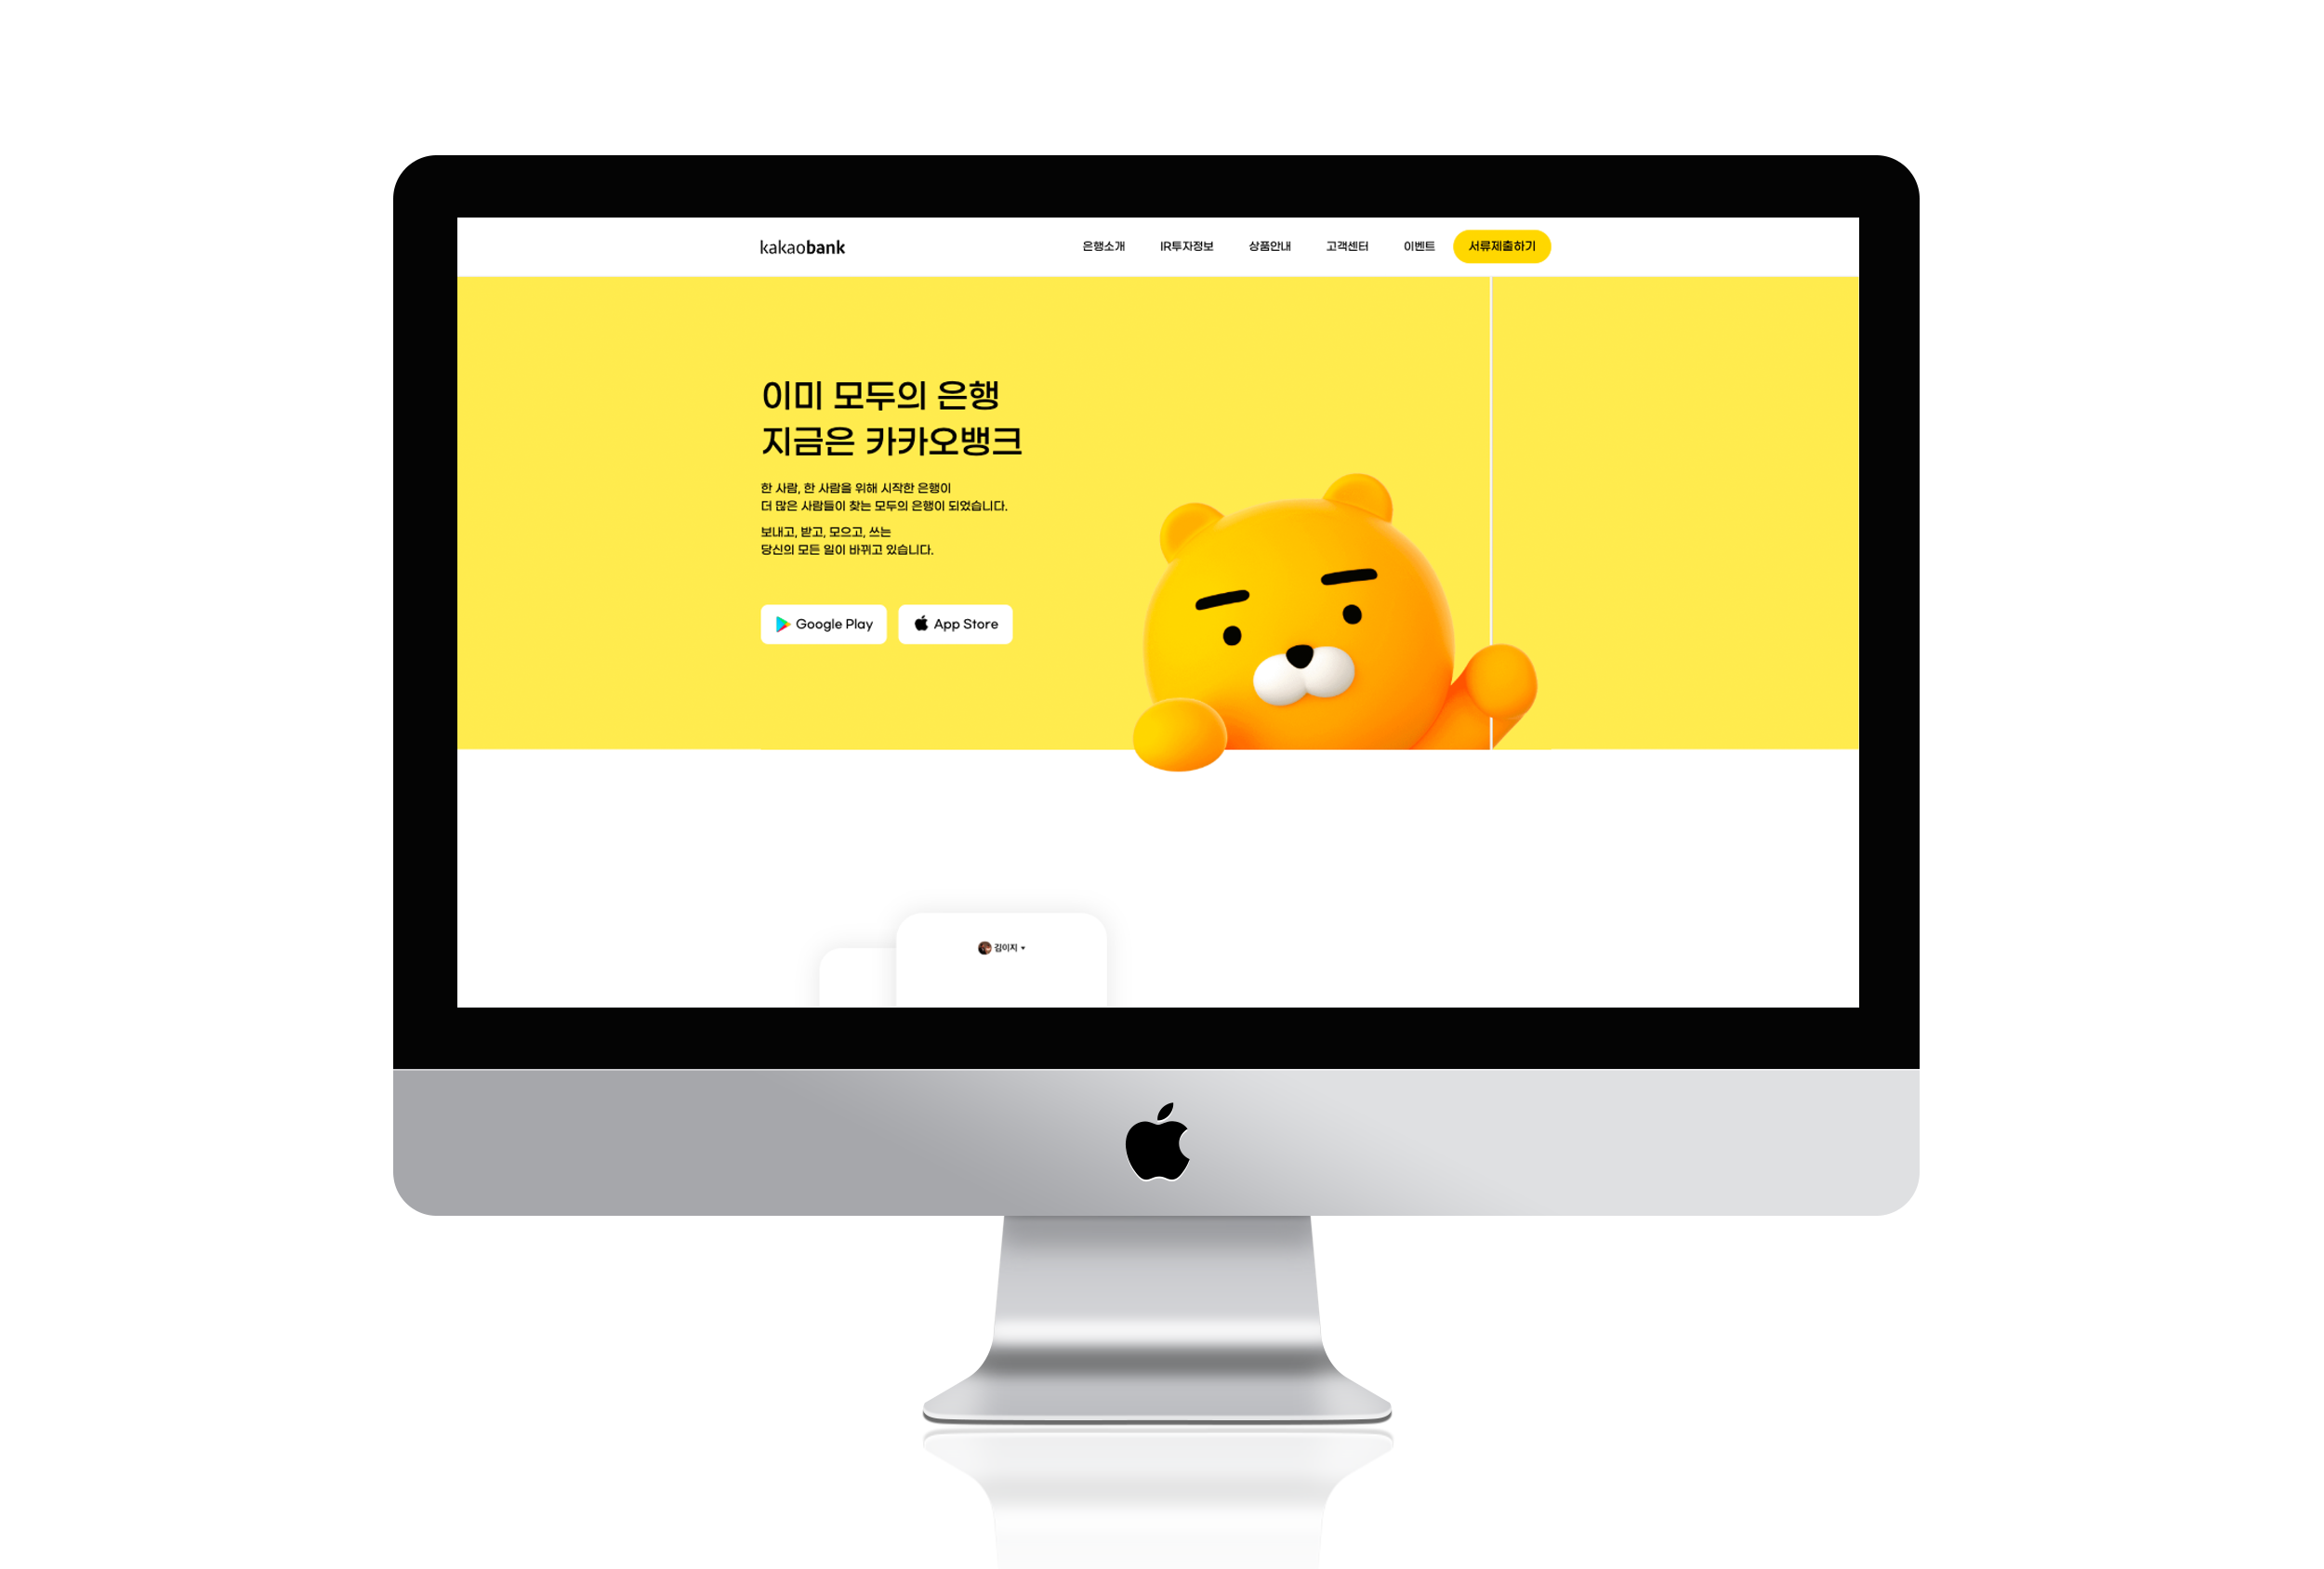 kakaobank
은행소개 IR투자정보 상품안내 고객센터 이벤트 서류제출하기
이미 모두의 은행
지금은 카카오뱅크
한 사람, 한 사람을 위해 시작한 은행이
더 많은 사람들이 찾는 모두의 은행이 되었습니다.
보내고, 받고, 모으고, 쓰는
당신의 모든 일이 바뀌고 있습니다.
Google Play
App Store
김이지